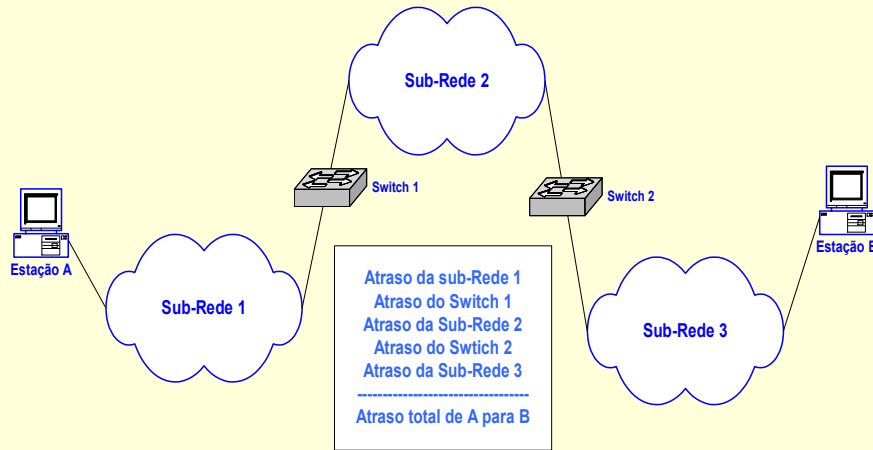 Sub-Rede 2
Switch 1
Switch 2
Estação A
Estação B
Sub-Rede 1
Sub-Rede 3
Atraso da sub-Rede 1
Atraso do Switch 1
Atraso da Sub-Rede 2
Atraso do Swtich 2
Atraso da Sub-Rede 3
----------------------------------
Atraso total de A para B